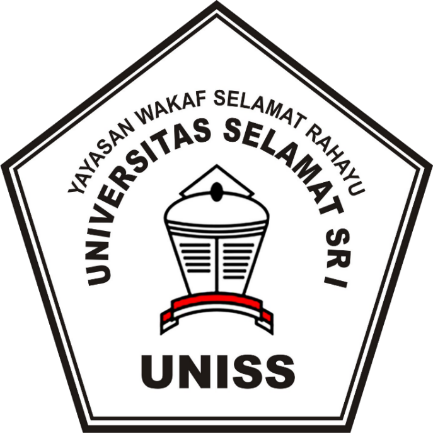 YAYASAN WAKAF SELAMAT RAHAYU
UNIVERSITAS SELAMAT SRI
UNISS